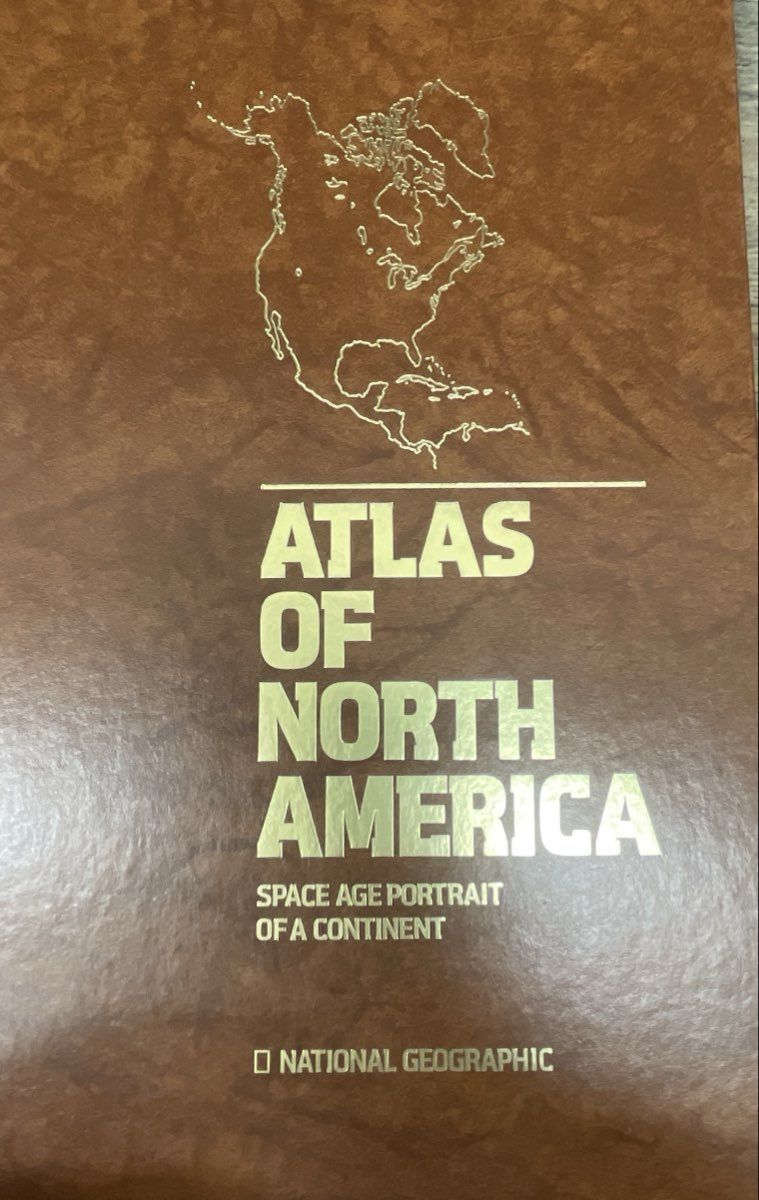 ATLAS
OF
NORTH
AMERICA
SPACE AGE PORTRAIT
OF A CONTINENT
NATIONAL GEOGRAPHIC